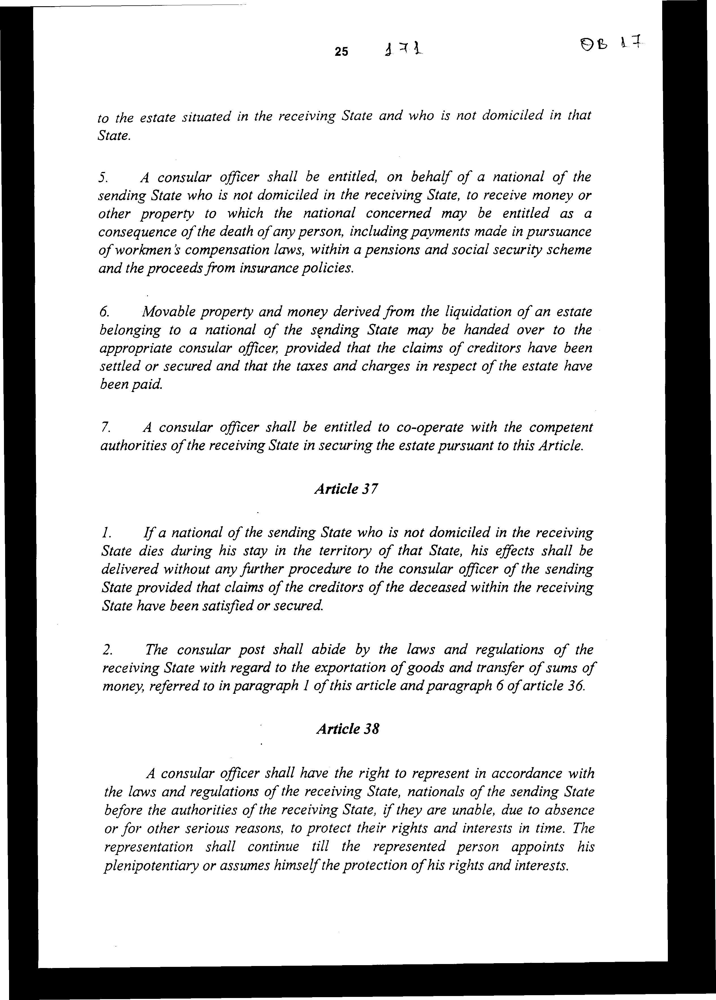 25 171 OB 17
to the estate situated in the receiving State and who is not domiciled in that
State.
5. A consular officer shall be entitled, on behalf of a national of the
sending State who is not domiciled in the receiving State, to receive money or
other property to which the national concerned may be entitled as a
consequence of the death of any person, including payments made in pursuance
of workmen's compensation laws, within a pensions and social security scheme
and the proceeds from insurance policies.
6. Movable property and money derived from the liquidation of an estate
belonging to a national of the sending State may be handed over to the
appropriate consular officer, provided that the claims of creditors have been
settled or secured and that the taxes and charges in respect of the estate have
been paid.
7. A consular officer shall be entitled to co-operate with the competent
authorities of the receiving State in securing the estate pursuant to this Article.
Article 37
1. If a national of the sending State who is not domiciled in the receiving
State dies during his stay in the territory of that State, his effects shall be
delivered without any further procedure to the consular officer of the sending
State provided that claims of the creditors of the deceased within the receiving
State have been satisfied or secured.
2. The consular post shall abide by the laws and regulations of the
receiving State with regard to the exportation of goods and transfer of sums of
money, referred to in paragraph 1 of this article and paragraph 6 of article 36.
Article 38
A consular officer shall have the right to represent in accordance with
the laws and regulations of the receiving State, nationals of the sending State
before the authorities of the receiving State, if they are unable, due to absence
or for other serious reasons, to protect their rights and interests in time. The
representation shall continue till the represented person appoints his
plenipotentiary or assumes himself the protection of his rights and interests.